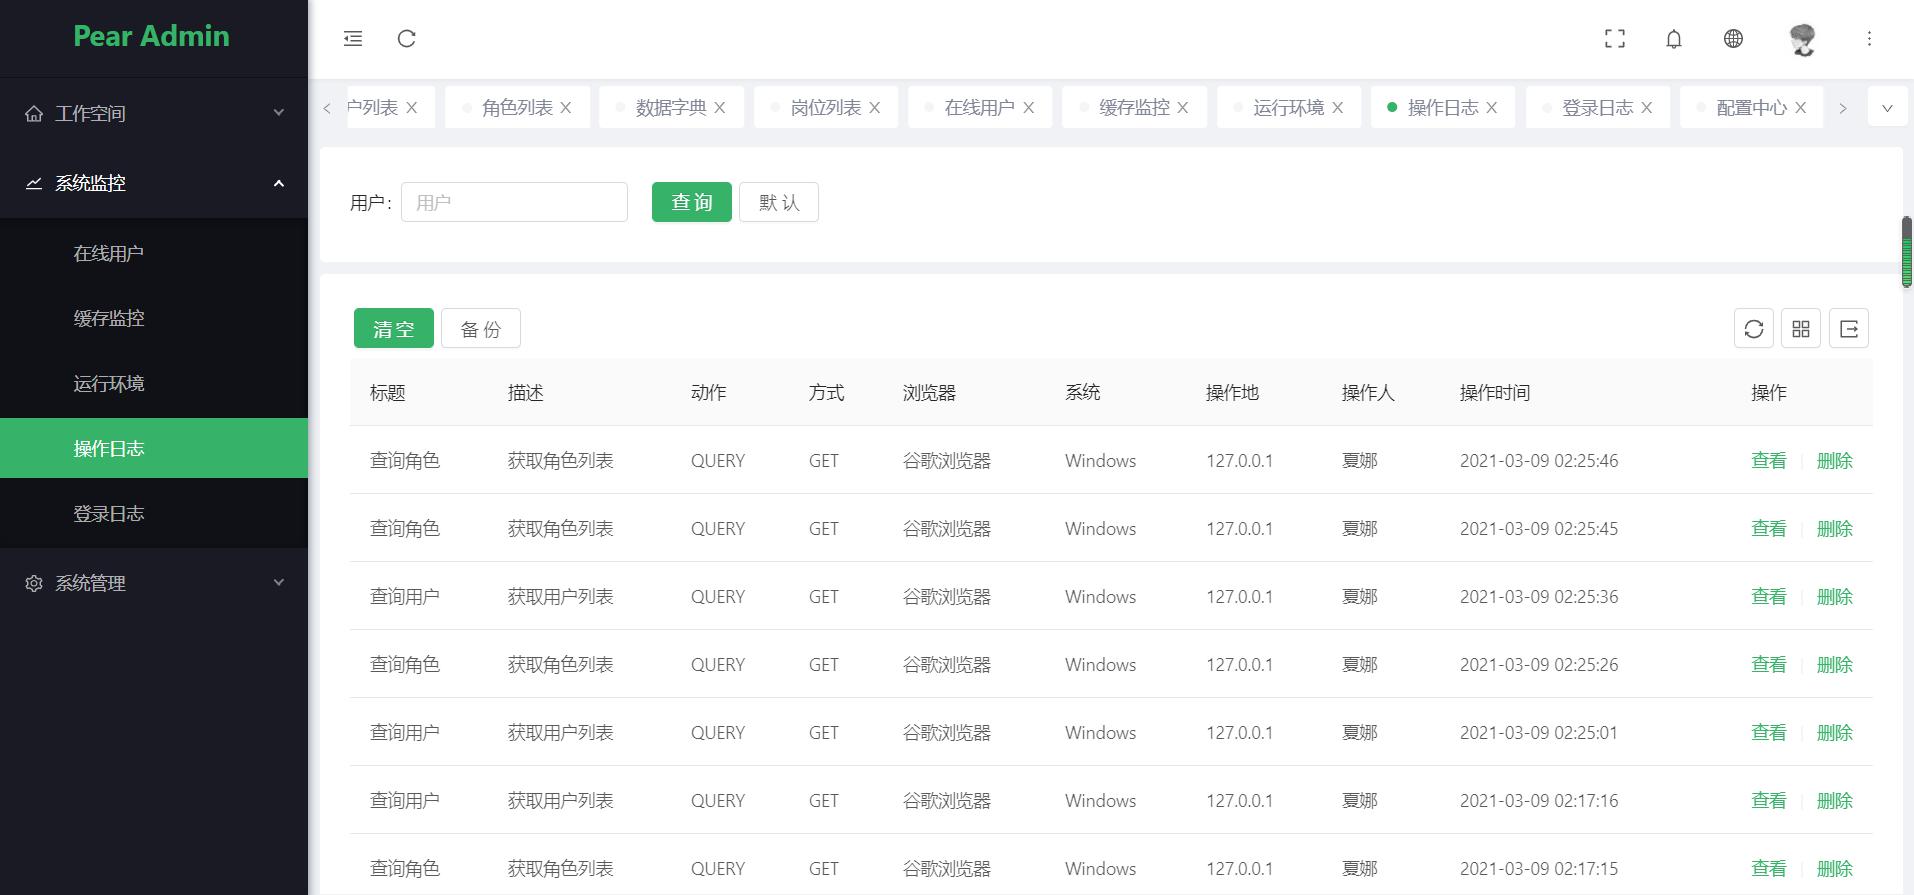 Pear Admin
工作空间
系统监控
在线用户
缓存监控
运行环境
操作日志
登录日志
系统管理
户列表 角色列表 数据字典 岗位列表 在线用户 缓存监控 运行环境 操作日志 登录日志 配置中心
用户: 用户 查 询 默 认
清 空 备 份
标题 描述 动作 方式 浏览器 系统 操作地 操作人 操作时间 操作
查询角色 获取角色列表 QUERY GET 谷歌浏览器 Windows 127.0.0.1 夏娜 2021-03-09 02:25:46 查看 删除
查询角色 获取角色列表 QUERY GET 谷歌浏览器 Windows 127.0.0.1 夏娜 2021-03-09 02:25:45 查看 删除
查询用户 获取用户列表 QUERY GET 谷歌浏览器 Windows 127.0.0.1 夏娜 2021-03-09 02:25:36 查看 删除
查询角色 获取角色列表 QUERY GET 谷歌浏览器 Windows 127.0.0.1 夏娜 2021-03-09 02:25:26 查看 删除
查询用户 获取用户列表 QUERY GET 谷歌浏览器 Windows 127.0.0.1 夏娜 2021-03-09 02:25:01 查看 删除
查询用户 获取用户列表 QUERY GET 谷歌浏览器 Windows 127.0.0.1 夏娜 2021-03-09 02:17:16 查看 删除
查询角色 获取角色列表 QUERY GET 谷歌浏览器 Windows 127.0.0.1 夏娜 2021-03-09 02:17:15 查看 删除